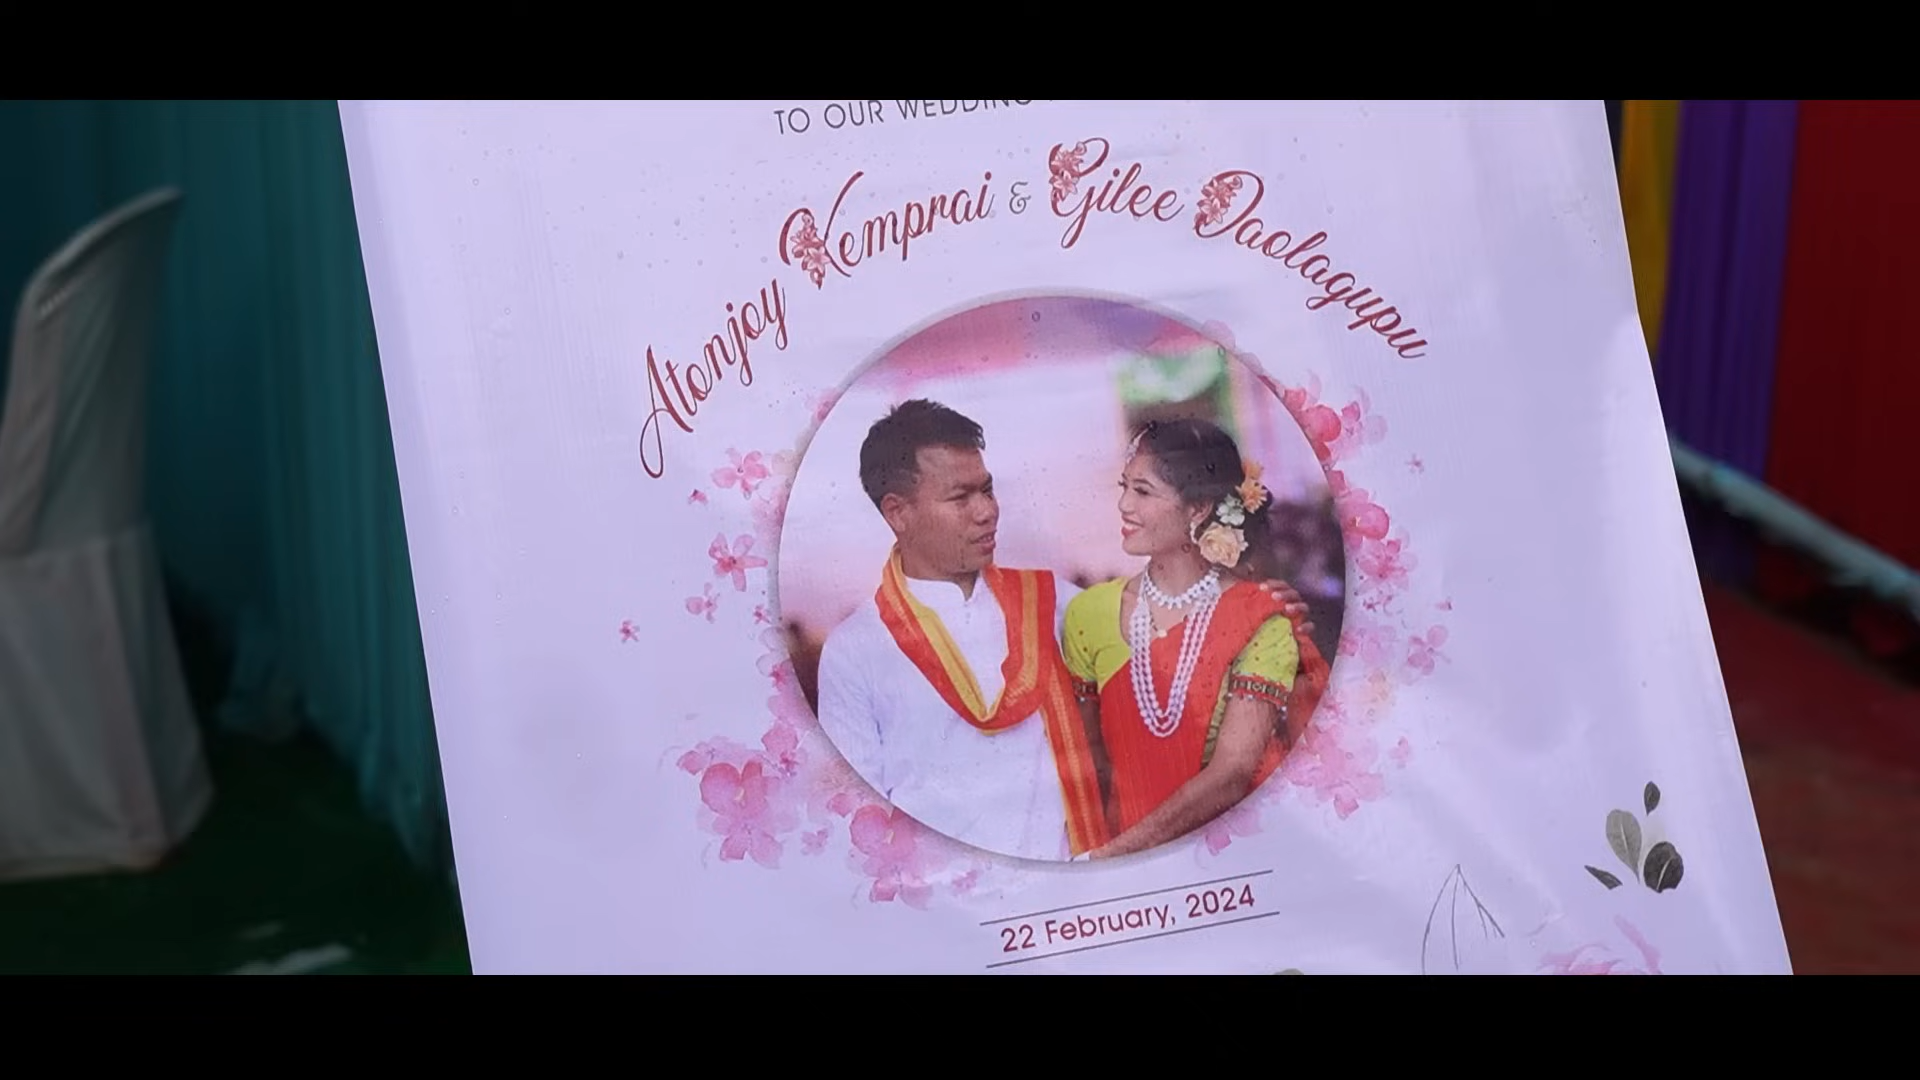 TO OUR WEDDING
Atonjoy Kemprai & Gilee Daolagupu
22 February, 2024